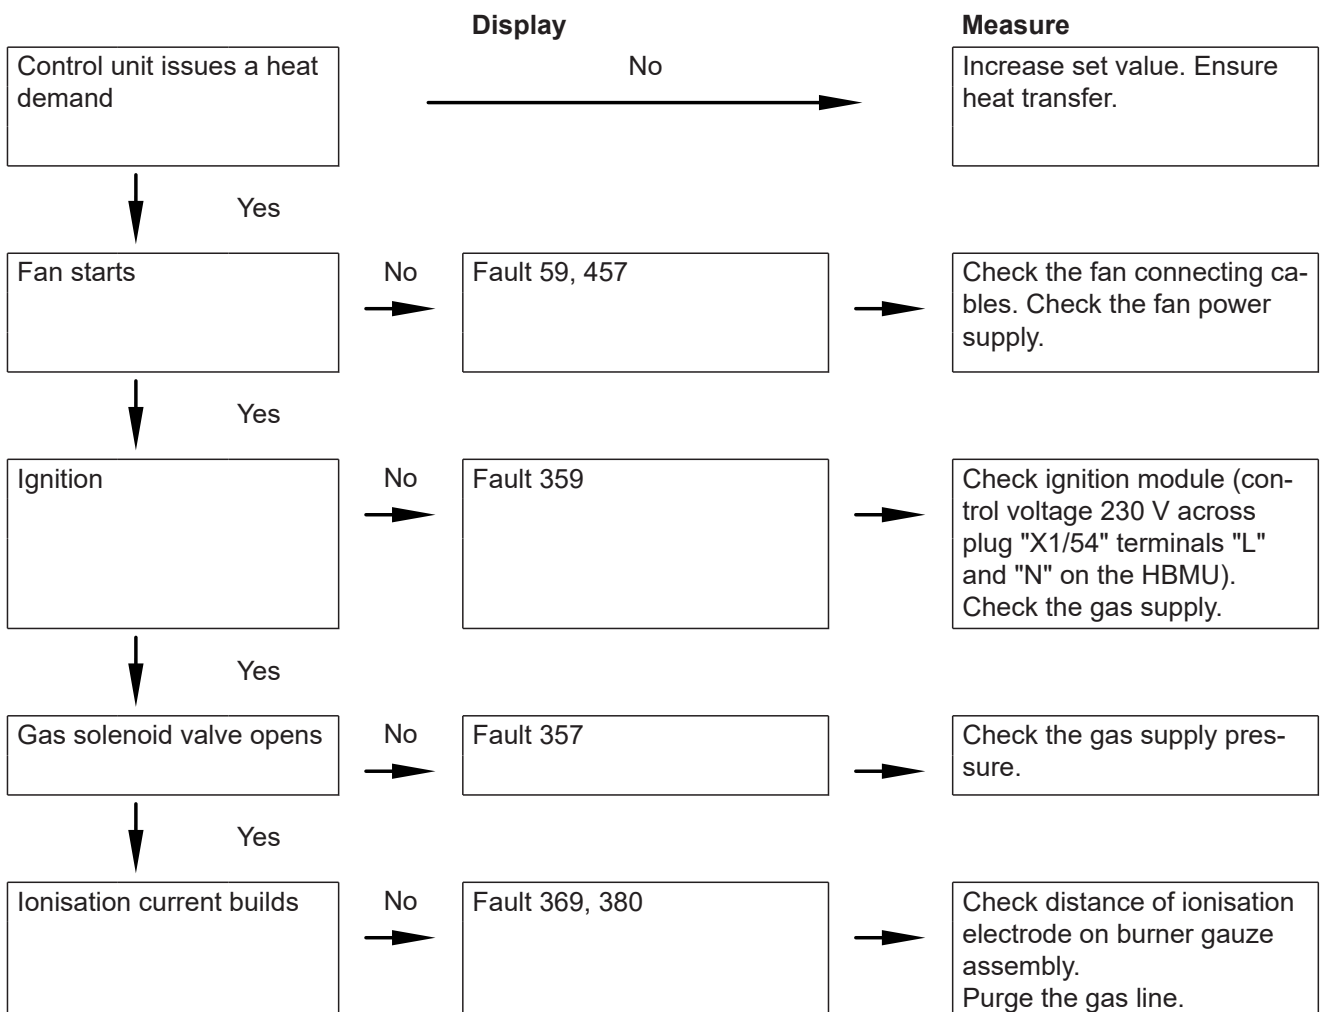 Display
Measure
Control unit issues a heat
demand
No
Increase set value. Ensure
heat transfer.
Yes
Fan starts
No
Fault 59, 457
Check the fan connecting ca-
bles. Check the fan power
supply.
Yes
Ignition
No
Fault 359
Check ignition module (con-
trol voltage 230 V across
plug "X1/54" terminals "L"
and "N" on the HBMU).
Check the gas supply.
Yes
Gas solenoid valve opens
No
Fault 357
Check the gas supply pres-
sure.
Yes
Ionisation current builds
No
Fault 369, 380
Check distance of ionisation
electrode on burner gauze
assembly.
Purge the gas line.